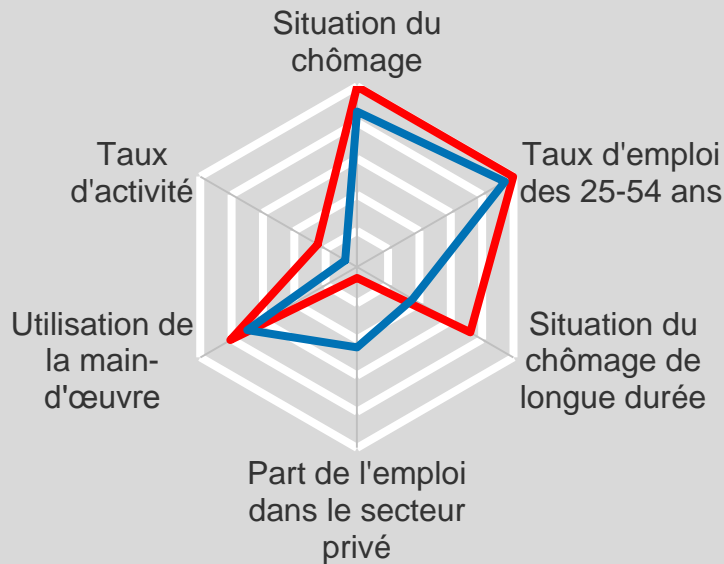 Situation du
chômage
Taux d'emploi
des 25-54 ans
Situation du
chômage de
longue durée
Part de l'emploi
dans le secteur
privé
Utilisation de
la main-
d'œuvre
Taux
d'activité